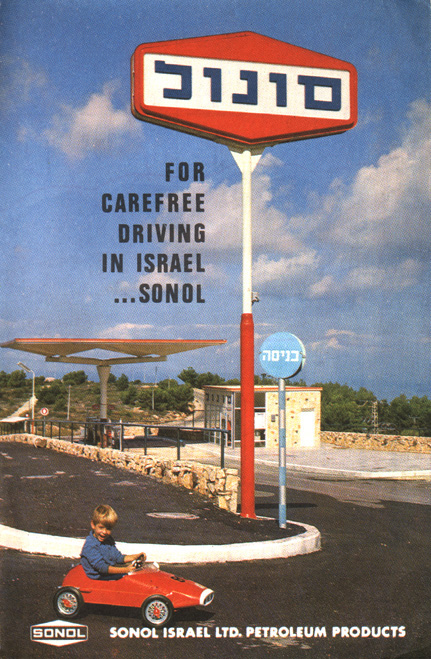 סונול
FOR
CAREFREE
DRIVING
IN ISRAEL
...SONOL
כניסה
SONOL
SONOL ISRAEL LTD. PETROLEUM PRODUCTS